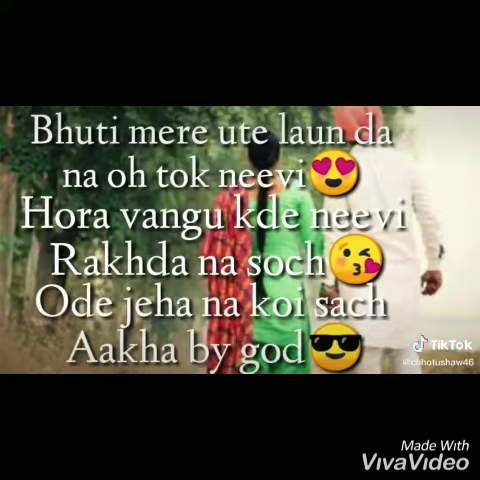 Bhuti mere ute laun da
na oh tok neevi😍
Hora vangu kde neevi
Rakhda na soch😘
Ode jeha na koi sach
Aakha by god😎
TikTok
Made With
VivaVideo